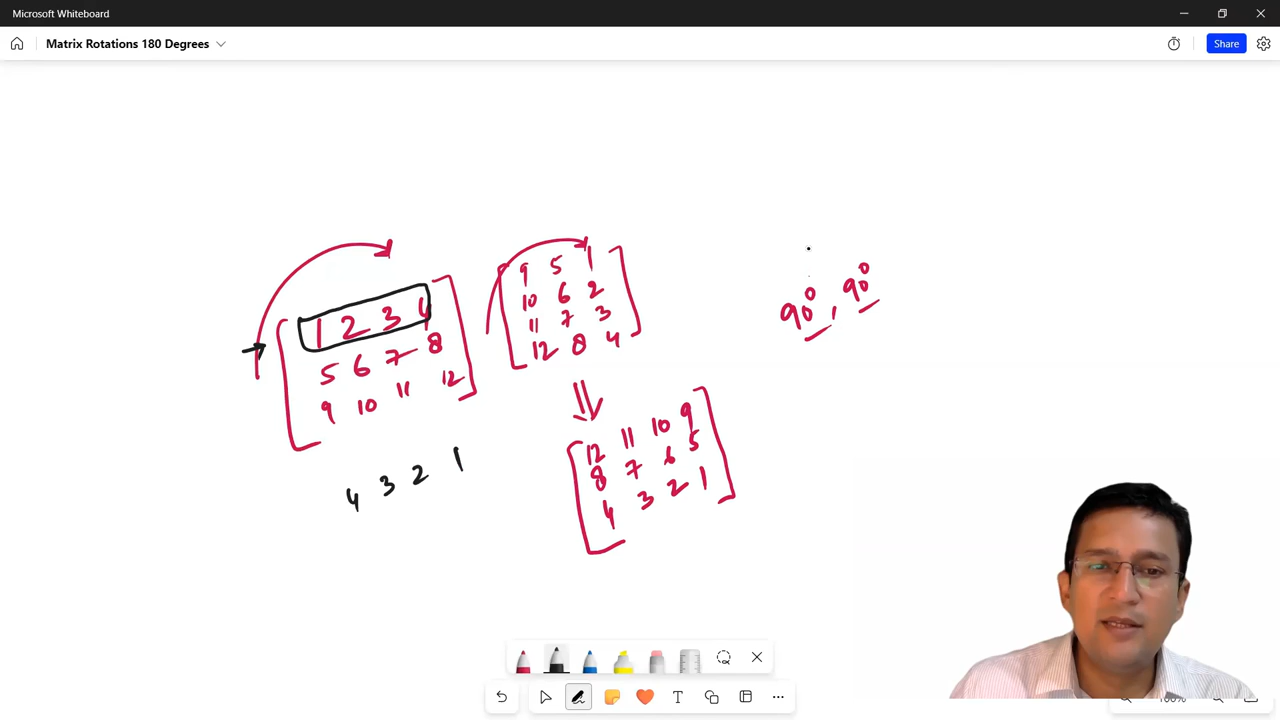 Microsoft Whiteboard
Matrix Rotations 180 Degrees
Share
1 2 3 4
5 6 7 8
9 10 11 12
9 5 1
10 6 2
11 7 3
12 8 4
90°, 90°
12 11 10 9
8 7 6 5
4 3 2 1
4 3 2 1
T